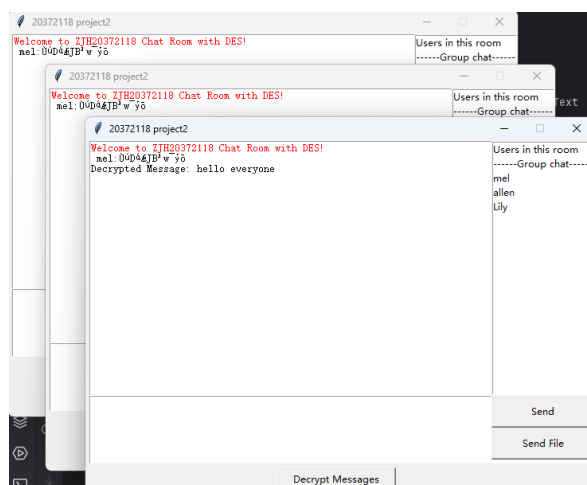 20372118 project2
Welcome to ZJH20372118 Chat Room with DES!
Users in this room
------Group chat------
20372118 project2
Welcome to ZJH20372118 Chat Room with DES!
Users in this room
------Group chat------
Text
20372118 project2
Welcome to ZJH20372118 Chat Room with DES!
mel:
Decrypted Message: hello everyone
Users in this room
------Group chat-----
mel
allen
Lily
Send
Send File
Decrypt Messages